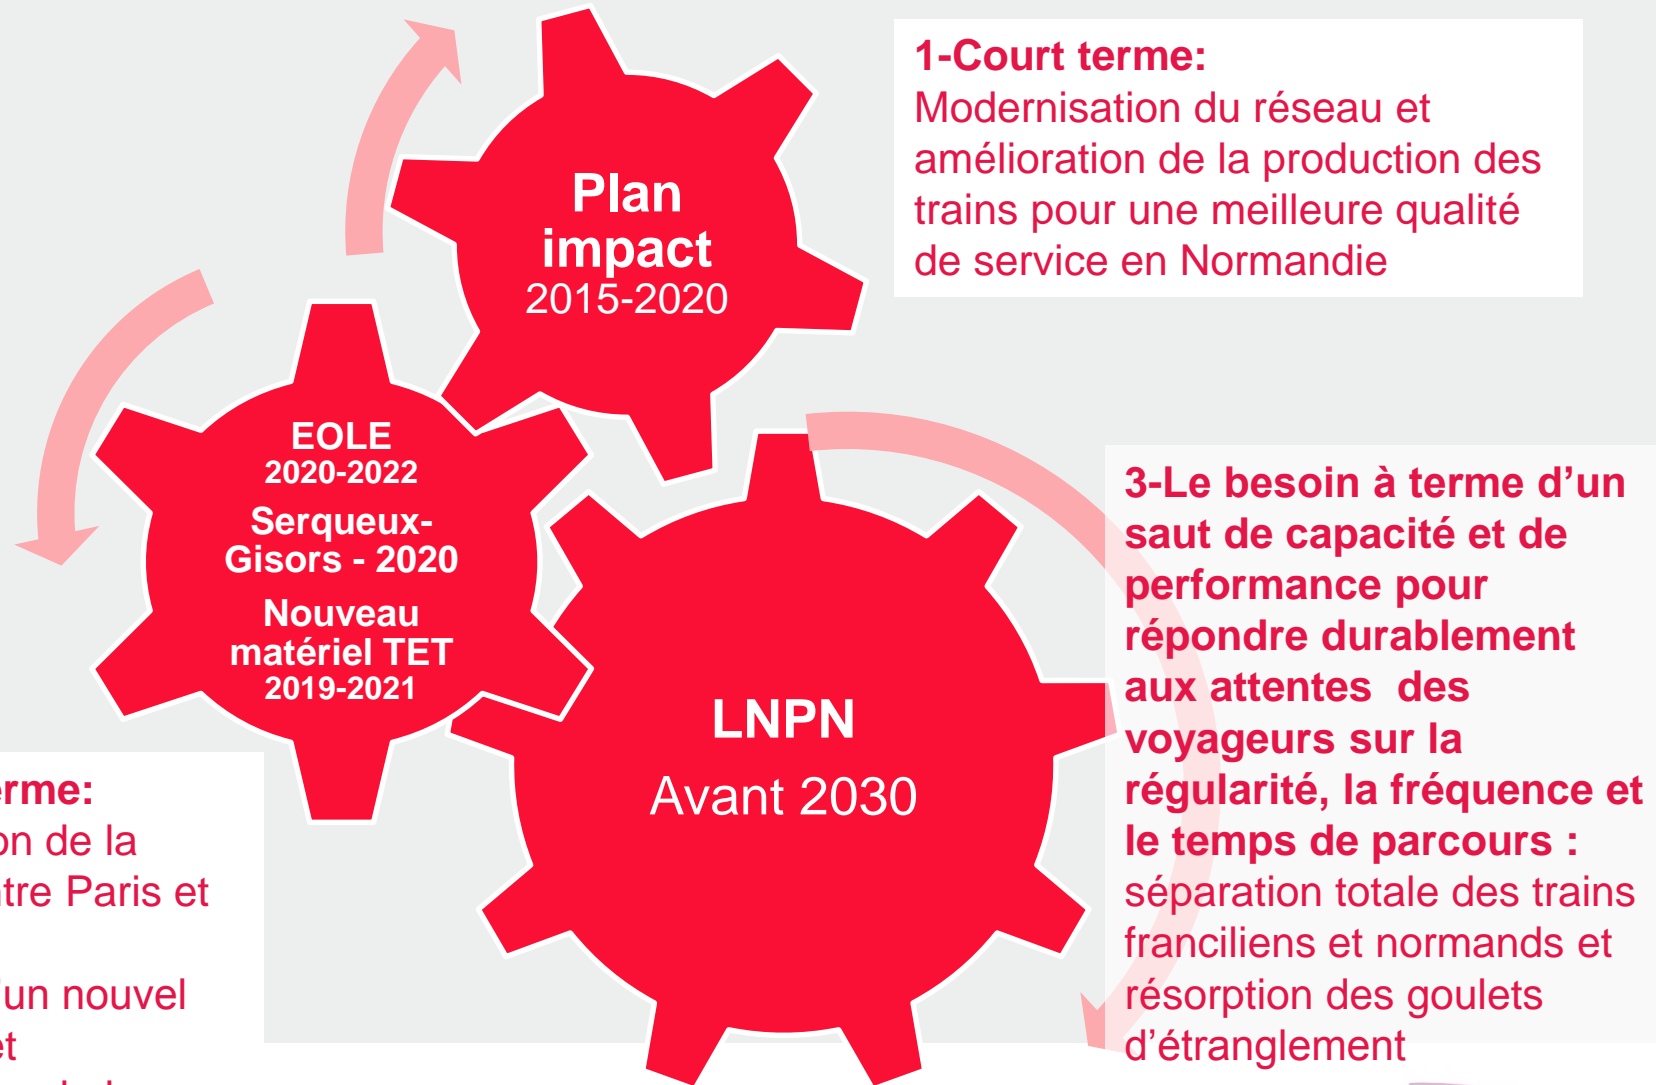 1-Court terme:
Modernisation du réseau et
amélioration de la production des
trains pour une meilleure qualité
de service en Normandie
Plan
impact
2015-2020
EOLE
2020-2022
Serqueux-
Gisors - 2020
Nouveau
matériel TET
2019-2021
LNPN
Avant 2030
3-Le besoin à terme d’un
saut de capacité et de
performance pour
répondre durablement
aux attentes des
voyageurs sur la
régularité, la fréquence et
le temps de parcours :
séparation totale des trains
franciliens et normands et
résorption des goulets
d’étranglement
erme:
on de la
ntre Paris et
’un nouvel
et